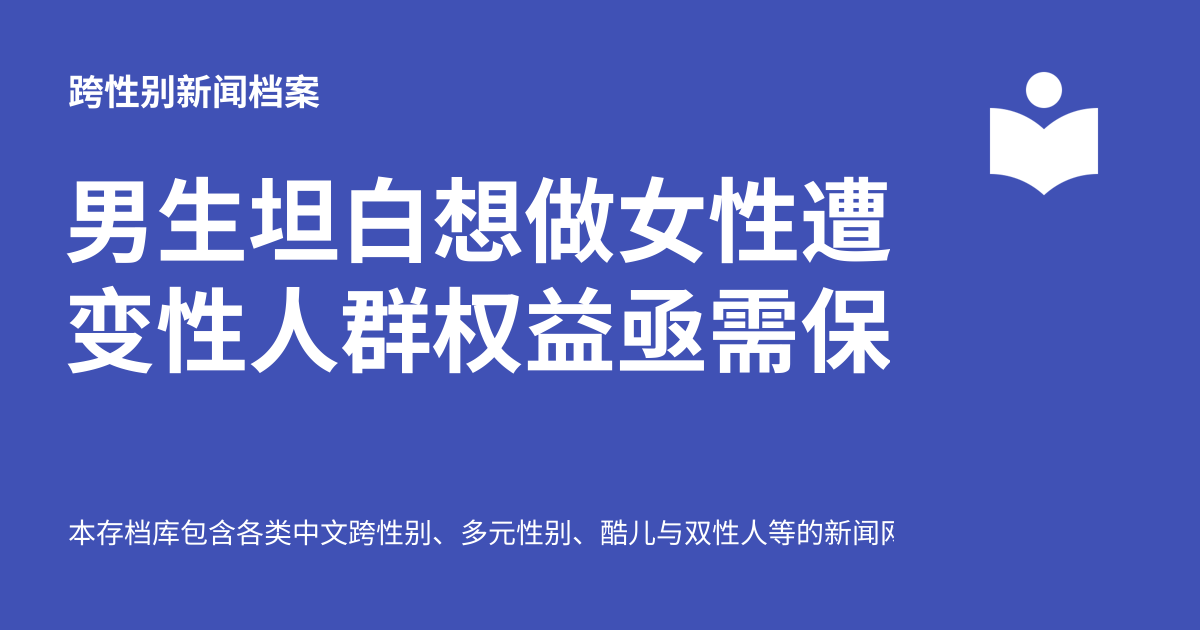 跨性别新闻档案
男生坦白想做女性遭
变性人群权益亟需保
本存档库包含各类中文跨性别、多元性别、酷儿与双性人等的新闻网